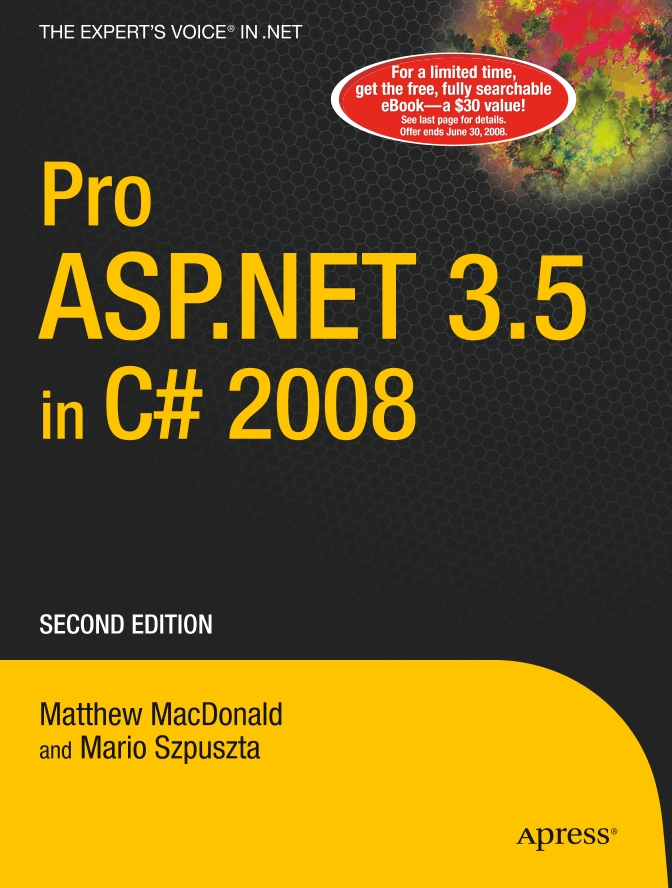 THE EXPERT'S VOICE® IN .NET
For a limited time,
get the free, fully searchable
eBook—a $30 value!
See last page for details.
Offer ends June 30, 2008.
Pro
ASP.NET 3.5
in C# 2008
SECOND EDITION
Matthew MacDonald
and Mario Szpuszta
Apress®